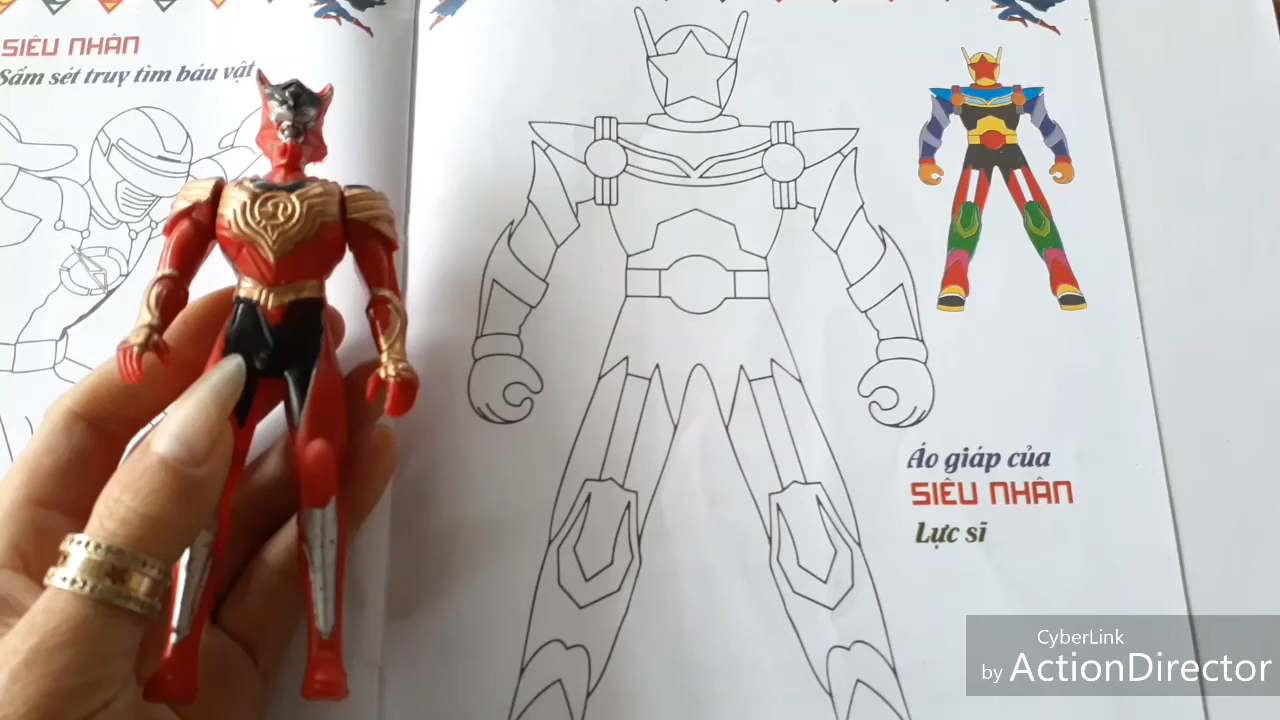 SIÊU NHÂN
Sấm sét truy tìm báu vật
Áo giáp của
SIÊU NHÂN
Lực sĩ
CyberLink
by ActionDirector